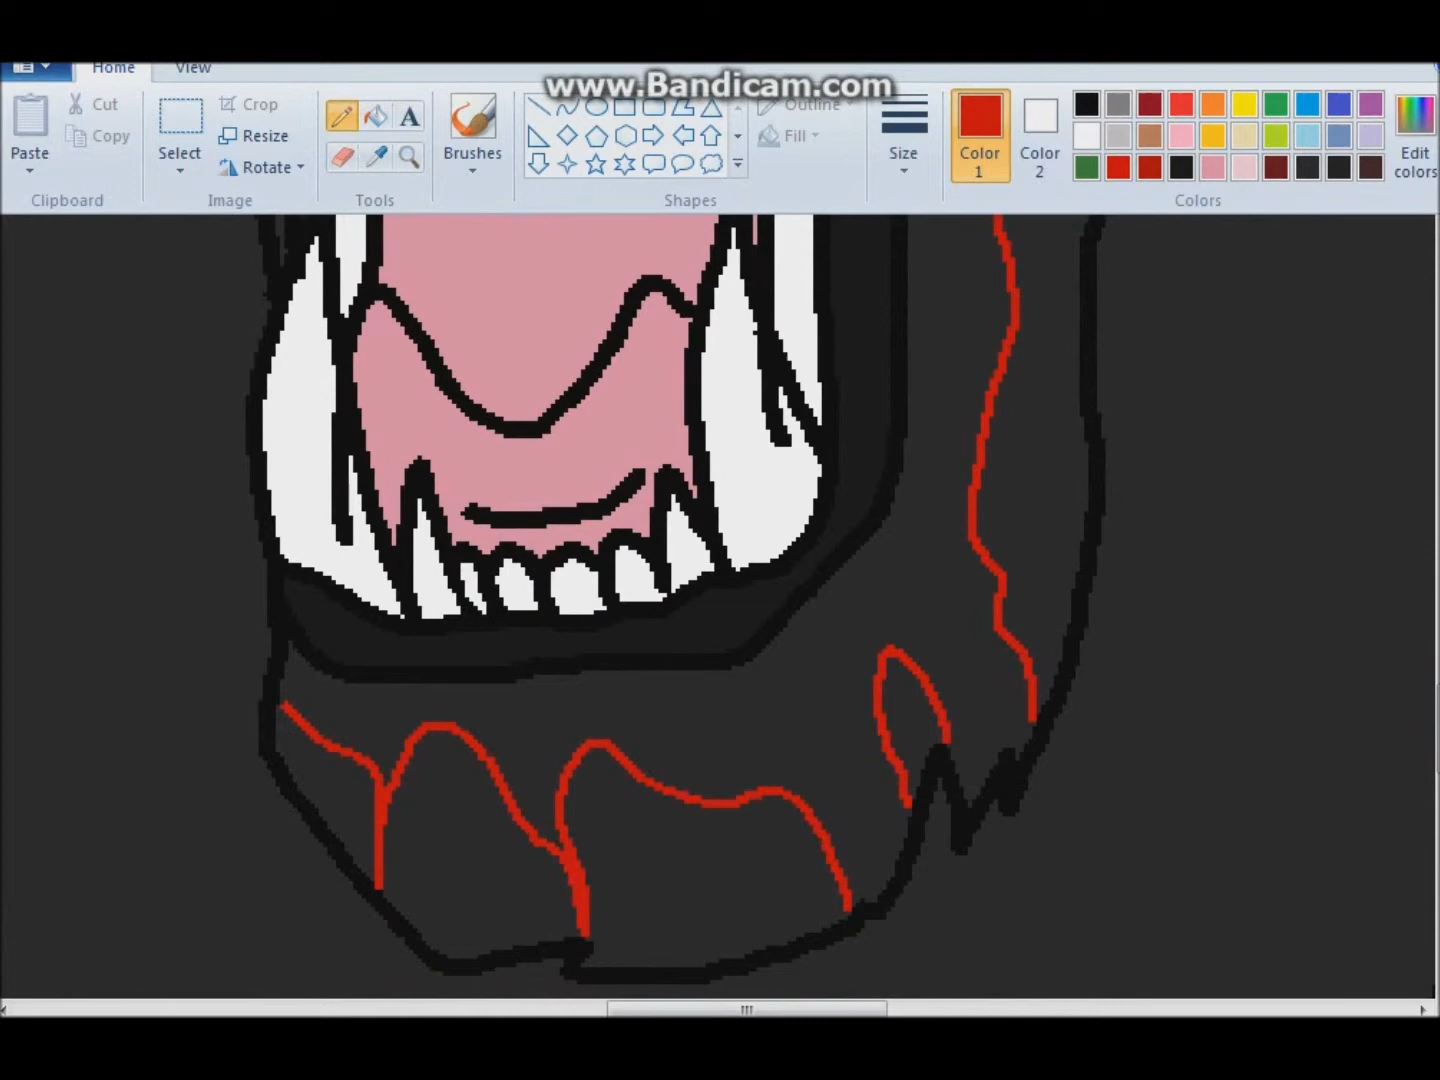 Home View
www.Bandicam.com
Cut
Copy
Paste
Clipboard
Crop
Resize
Rotate
Select
Image
A
Tools
Brushes
Outline
Fill
Shapes
Size
Color 1
Color 2
Edit colors
Colors